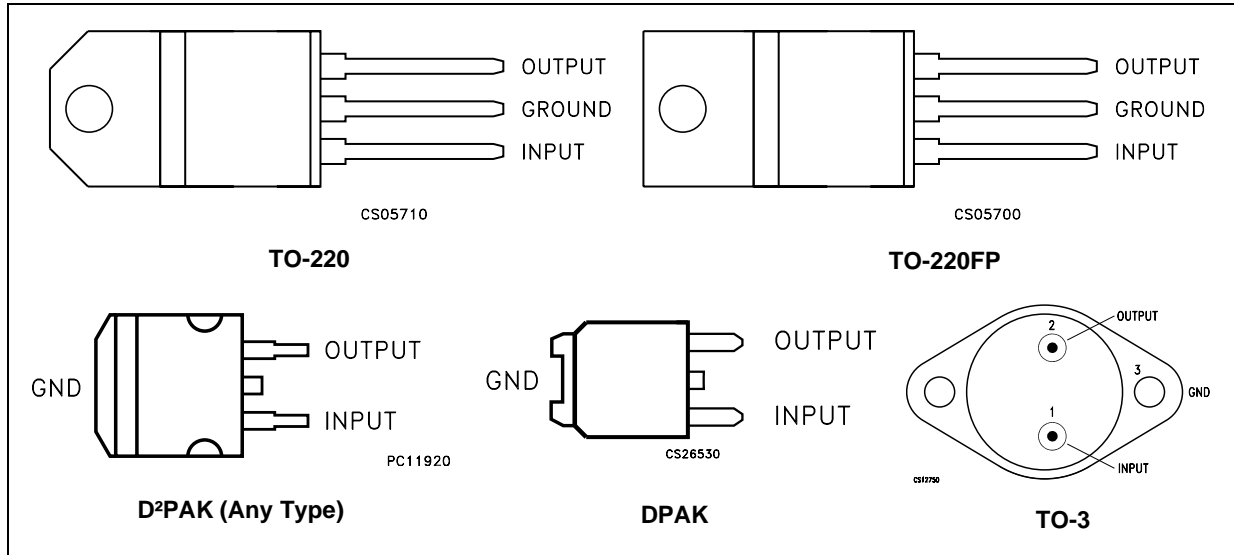 OUTPUT
GROUND
INPUT
CS05710
TO-220
OUTPUT
GROUND
INPUT
CS05700
TO-220FP
GND
OUTPUT
INPUT
PC11920
D²PAK (Any Type)
GND
OUTPUT
INPUT
CS26530
DPAK
2
OUTPUT
3
GND
1
INPUT
CS12750
TO-3